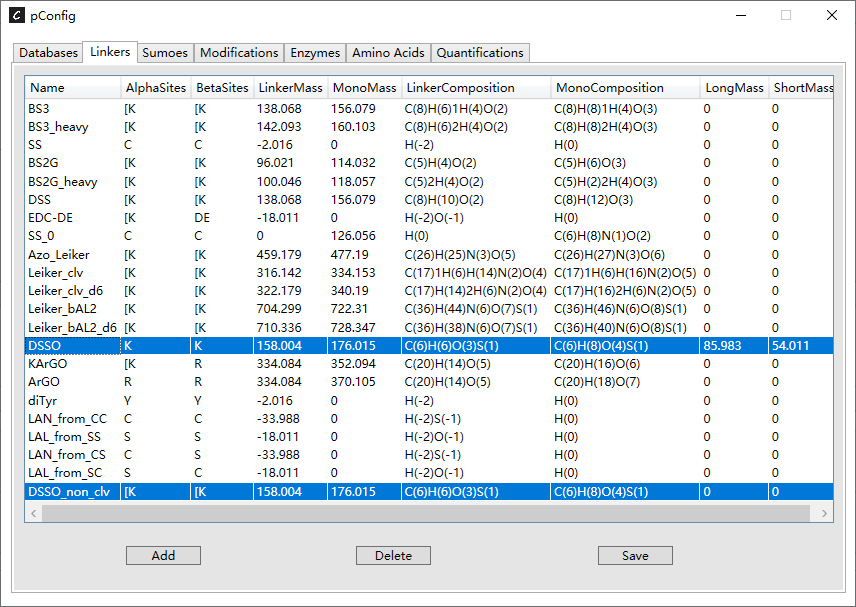 pConfig
Databases Linkers Sumoes Modifications Enzymes Amino Acids Quantifications
Name AlphaSites BetaSites LinkerMass MonoMass LinkerComposition MonoComposition LongMass ShortMass
BS3 [K [K 138.068 156.079 C(8)H(6)1H(4)O(2) C(8)H(8)1H(4)O(3) 0 0
BS3_heavy [K [K 142.093 160.103 C(8)H(6)2H(4)O(2) C(8)H(8)2H(4)O(3) 0 0
SS C C -2.016 0 H(-2) H(0) 0 0
BS2G [K [K 96.021 114.032 C(5)H(4)O(2) C(5)H(6)O(3) 0 0
BS2G_heavy [K [K 100.046 118.057 C(5)2H(4)O(2) C(5)H(2)2H(4)O(3) 0 0
DSS [K [K 138.068 156.079 C(8)H(10)O(2) C(8)H(12)O(3) 0 0
EDC-DE [K DE -18.011 0 H(-2)O(-1) H(0) 0 0
SS_0 C C 0 126.056 H(0) C(6)H(8)N(1)O(2) 0 0
Azo_Leiker [K [K 459.179 477.19 C(26)H(25)N(3)O(5) C(26)H(27)N(3)O(6) 0 0
Leiker_clv [K [K 316.142 334.153 C(17)1H(6)H(14)N(2)O(4) C(17)1H(6)H(16)N(2)O(5) 0 0
Leiker_clv_d6 [K [K 322.179 340.19 C(17)H(14)2H(6)N(2)O(4) C(17)H(16)2H(6)N(2)O(5) 0 0
Leiker_bAL2 [K [K 704.299 722.31 C(36)H(44)N(6)O(7)S(1) C(36)H(46)N(6)O(8)S(1) 0 0
Leiker_bAL2_d6 [K [K 710.336 728.347 C(36)H(38)N(6)O(7)S(1) C(36)H(40)N(6)O(8)S(1) 0 0
DSSO K K 158.004 176.015 C(6)H(6)O(3)S(1) C(6)H(8)O(4)S(1) 85.983 54.011
KArGO [K R 334.084 352.094 C(20)H(14)O(5) C(20)H(16)O(6) 0 0
ArGO R R 334.084 370.105 C(20)H(14)O(5) C(20)H(18)O(7) 0 0
diTyr Y Y -2.016 0 H(-2) H(0) 0 0
LAN_from_CC C C -33.988 0 H(-2)S(-1) H(0) 0 0
LAL_from_SS S S -18.011 0 H(-2)O(-1) H(0) 0 0
LAN_from_CS C S -33.988 0 H(-2)S(-1) H(0) 0 0
LAL_from_SC S C -18.011 0 H(-2)O(-1) H(0) 0 0
DSSO_non_clv [K [K 158.004 176.015 C(6)H(6)O(3)S(1) C(6)H(8)O(4)S(1) 0 0
Add Delete Save